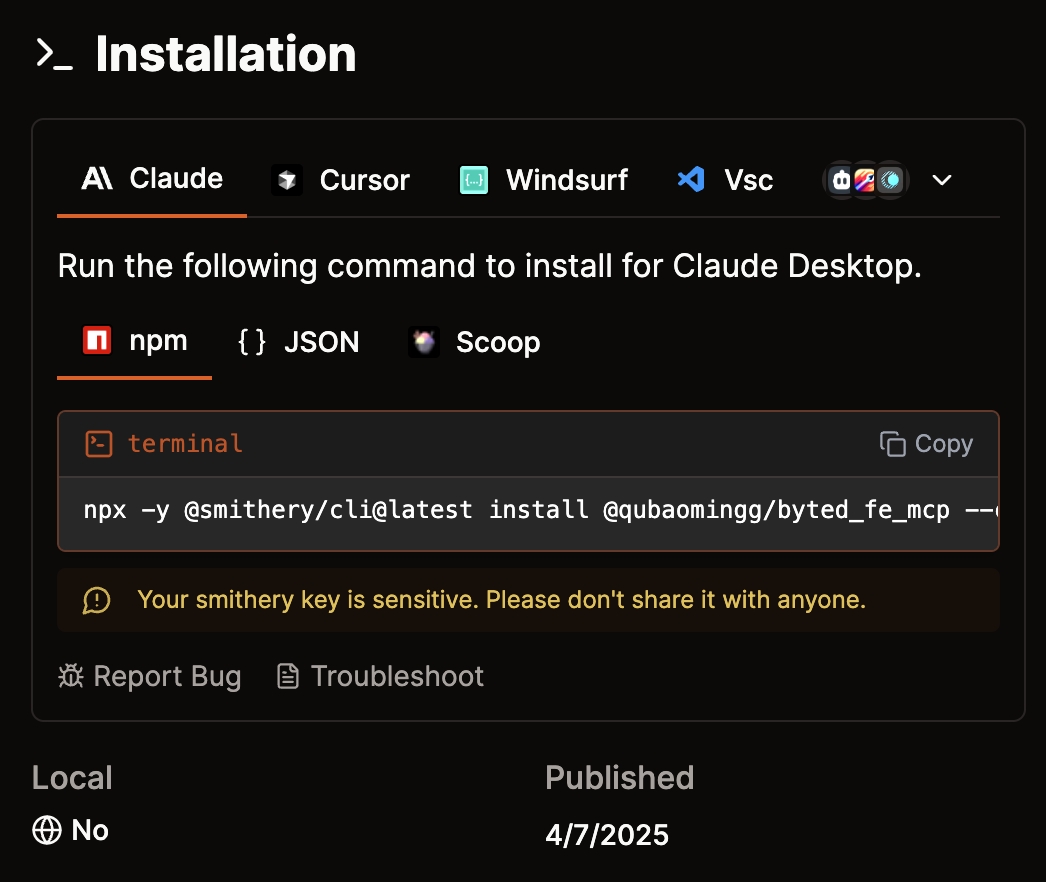 Installation
Claude Cursor Windsurf Vsc
Run the following command to install for Claude Desktop.
npm {} JSON Scoop
terminal Copy
npx -y @smithery/cli@latest install @qubaomingg/byted_fe_mcp --
Your smithery key is sensitive. Please don't share it with anyone.
Report Bug Troubleshoot
Local Published
No 4/7/2025